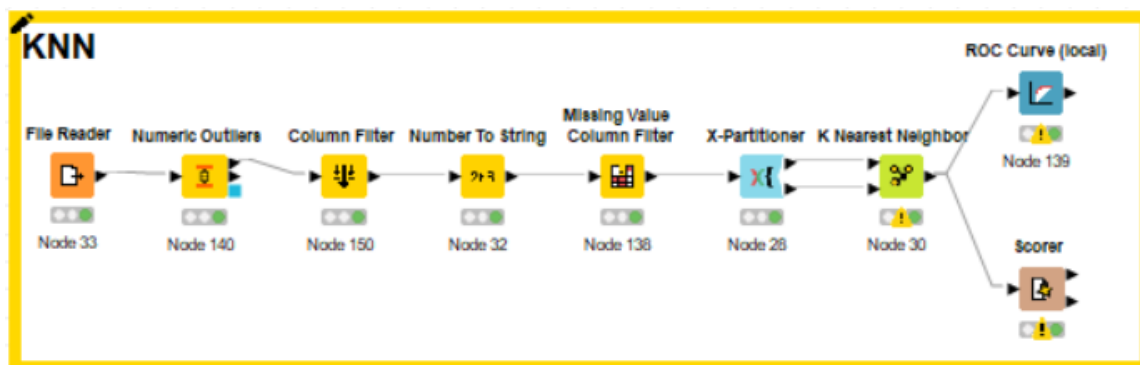 KNN
ROC Curve (local)
Missing Value
File Reader Numeric Outliers Column Filter Number To String Column Filter X-Partitioner K Nearest Neighbor
Node 139
Node 33 Node 140 Node 150 Node 32 Node 138 Node 28 Node 30
Scorer